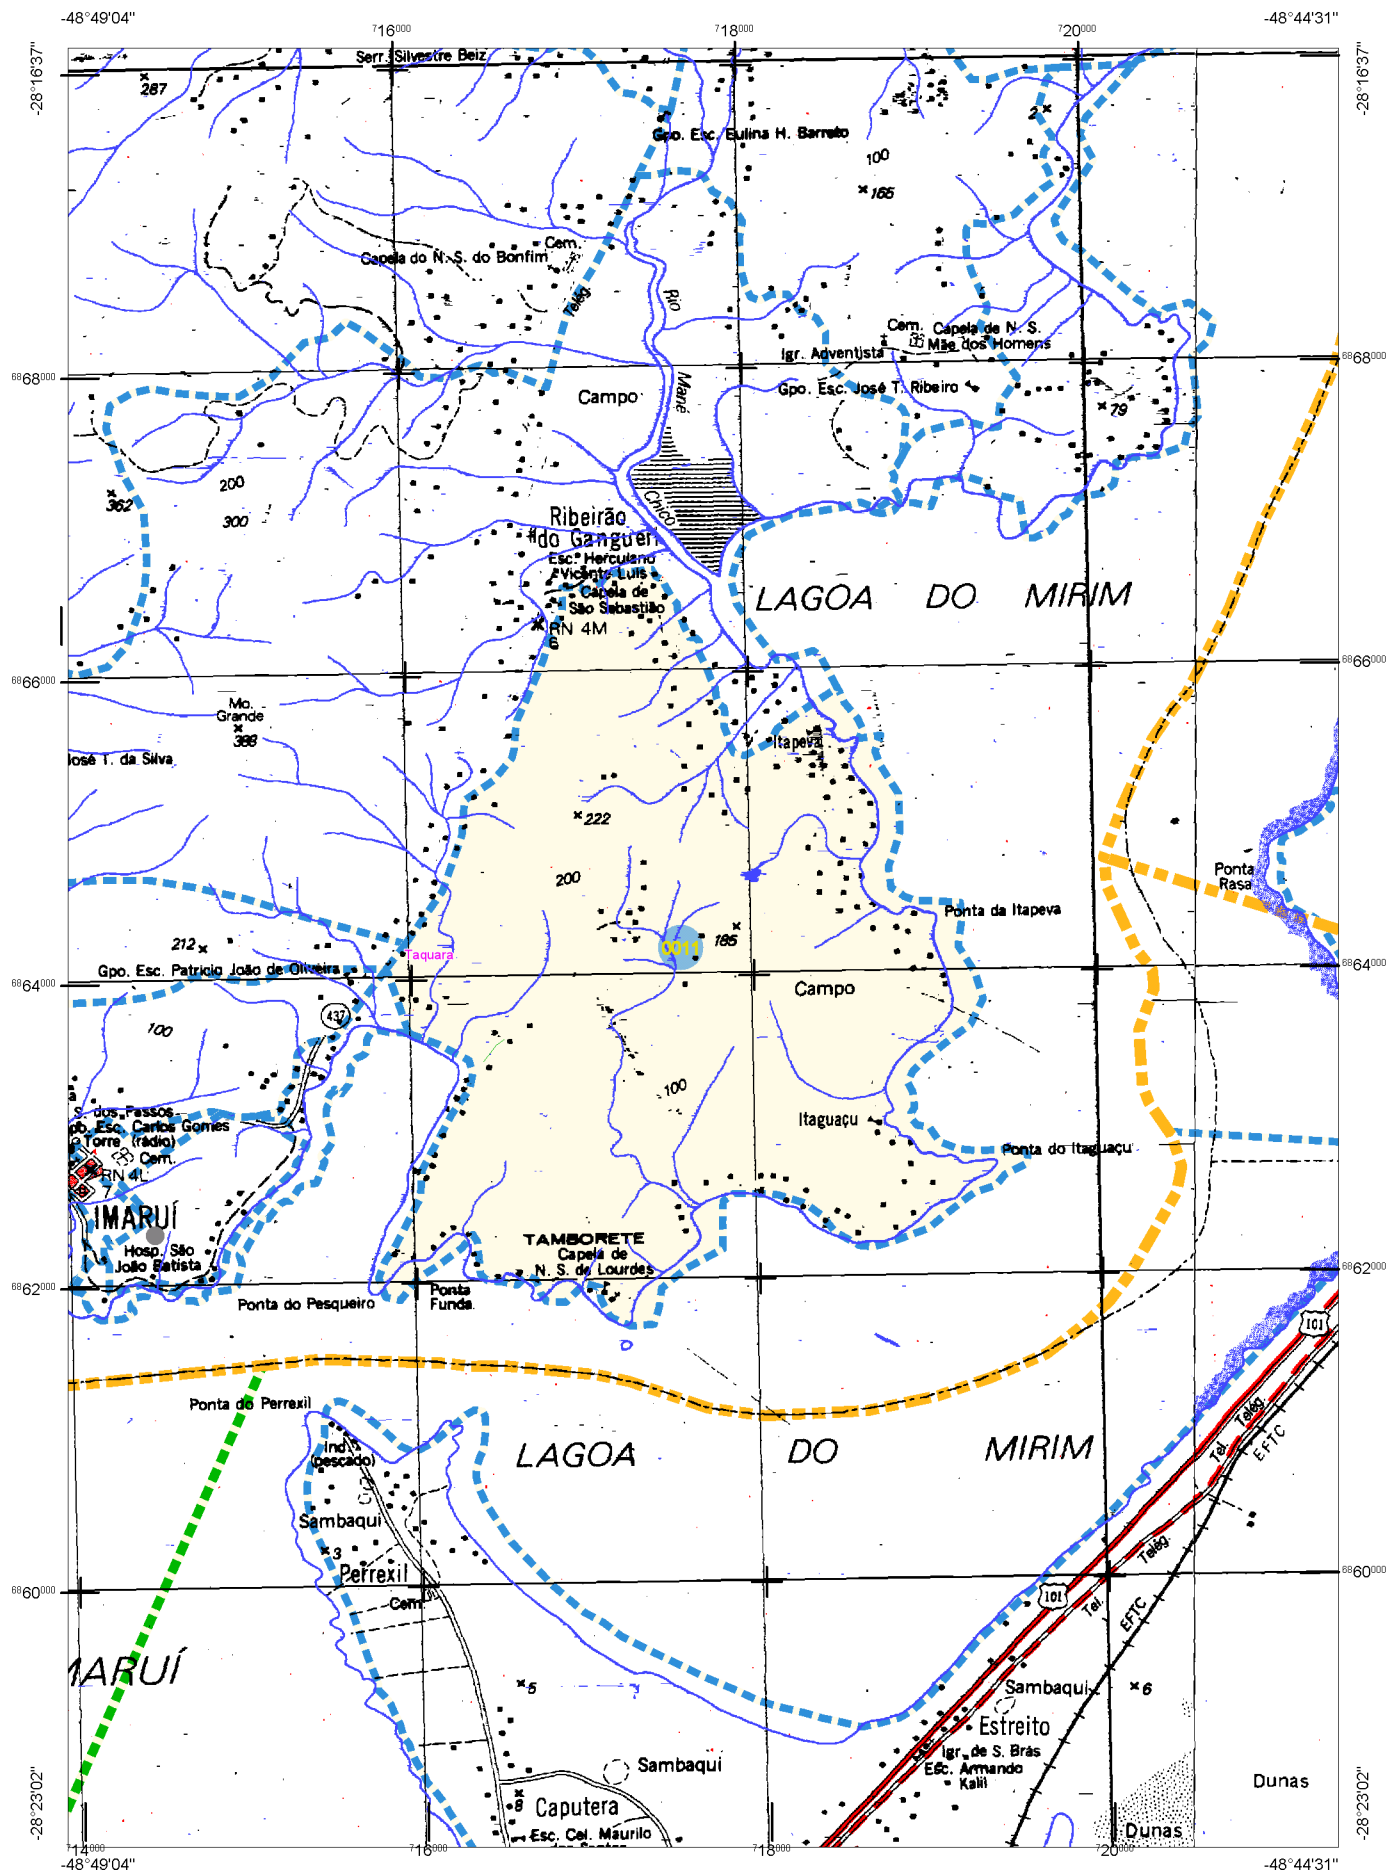 -48°49'04"
-48°44'31"
716000
718000
720000
-28°16'37"
-28°16'37"
Serr. Silvestre Beiz
287
2
Gpo. Esc. Eulina H. Barreto
100
165
Cem.
Capela do N. S. do Bonfim
Teleg.
Rio
Cem.
Capela de N. S.
Mãe dos Homens
Igr. Adventista
6868000
6868000
Mané
Gpo. Esc. José T. Ribeiro
Campo
79
200
362
300
Chico
Ribeirão
do Gangueri
Esc. Herculano
Vicente Luis
Capela de
São Sebastião
LAGOA DO MIRIM
RN 4M
6
6866000
6866000
Mo.
Grande
388
José T. da Silva
Itapeva
222
200
Ponta
Rasa
Ponta da Itapeva
212
0011
185
Taquara
Gpo. Esc. Patricio João de Oliveira
6864000
6864000
Campo
437
100
100
S. dos Passos
Esc. Carlos Gomes
Torre (rádio)
Cem.
Itaguaçu
Ponta do Itaguaçu
RN 4L
7
IMARUÍ
Hosp. São
João Batista
TAMBORETE
Capela de
N. S. de Lourdes
6862000
6862000
Ponta do Pesqueiro
Ponta
Funda
101
Ponta do Perrexil
Teleg.
Tel.
EFTC
Ind.
(pescado)
LAGOA DO MIRIM
Sambaqui
3
Perrexil
Teleg.
6860000
6860000
Cem.
101
Tel.
EFTC
MARUÍ
5
Sambaqui
6
Estreito
Igr. de S. Brás
Esc. Armando
Kalil
Sambaqui
Dunas
8
Caputera
Dunas
Esc. Cel. Maurilo
-28°23'02"
-28°23'02"
714000
716000
718000
720000
-48°49'04"
-48°44'31"